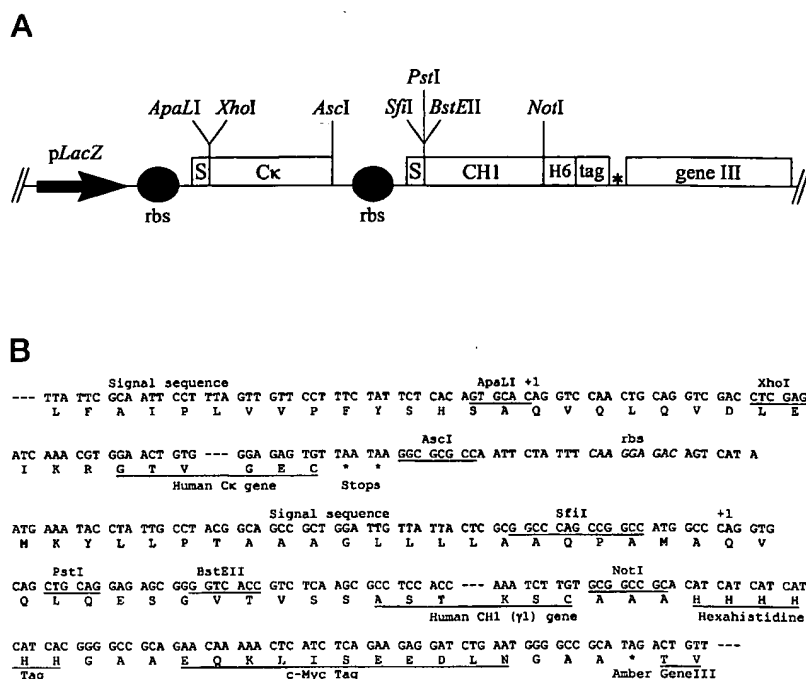 A
PstI
ApaLI XhoI AscI SfiI BstEII NotI
pLacZ
S Cκ S CH1 H6 tag * gene III
rbs rbs
B
Signal sequence ApaLI +1 XhoI
--- TTA TTC GCA ATT CCT TTA GTT GTT CCT TTC TAT TCT CAC AGT GCA CAG GTC CAA CTG CAG GTC GAC CTC GAG
L F A I P L V V P F Y S H S A Q V Q L Q V D L E
AscI rbs
ATC AAA CGT GGA ACT GTG --- GGA GAG TGT TAA TAA GGC GCG CCA ATT CTA TTT CAA GGA GAC AGT CAT A
I K R G T V G E C * *
Human Cκ gene Stops
Signal sequence SfiI +1
ATG AAA TAC CTA TTG CCT ACG GCA GCC GCT GGA TTG TTA TTA CTC GCG GCC CAG CCG GCC ATG GCC CAG GTG
M K Y L L P T A A A G L L L L A A Q P A M A Q V
PstI BstEII NotI
CAG CTG CAG GAG AGC GGG GTC ACC GTC TCA AGC GCC TCC ACC --- AAA TCT TGT GCG GCC GCA CAT CAT CAT CAT
Q L Q E S G V T V S S A S T K S C A A A H H H H
Human CH1 (γ1) gene Hexahistidine
CAT CAC GGG GCC GCA GAA CAA AAA CTC ATC TCA GAA GAG GAT CTG AAT GGG GCC GCA TAG ACT GTT ---
H H G A A E Q K L I S E E D L N G A A * T V
Tag c-Myc Tag Amber GeneIII